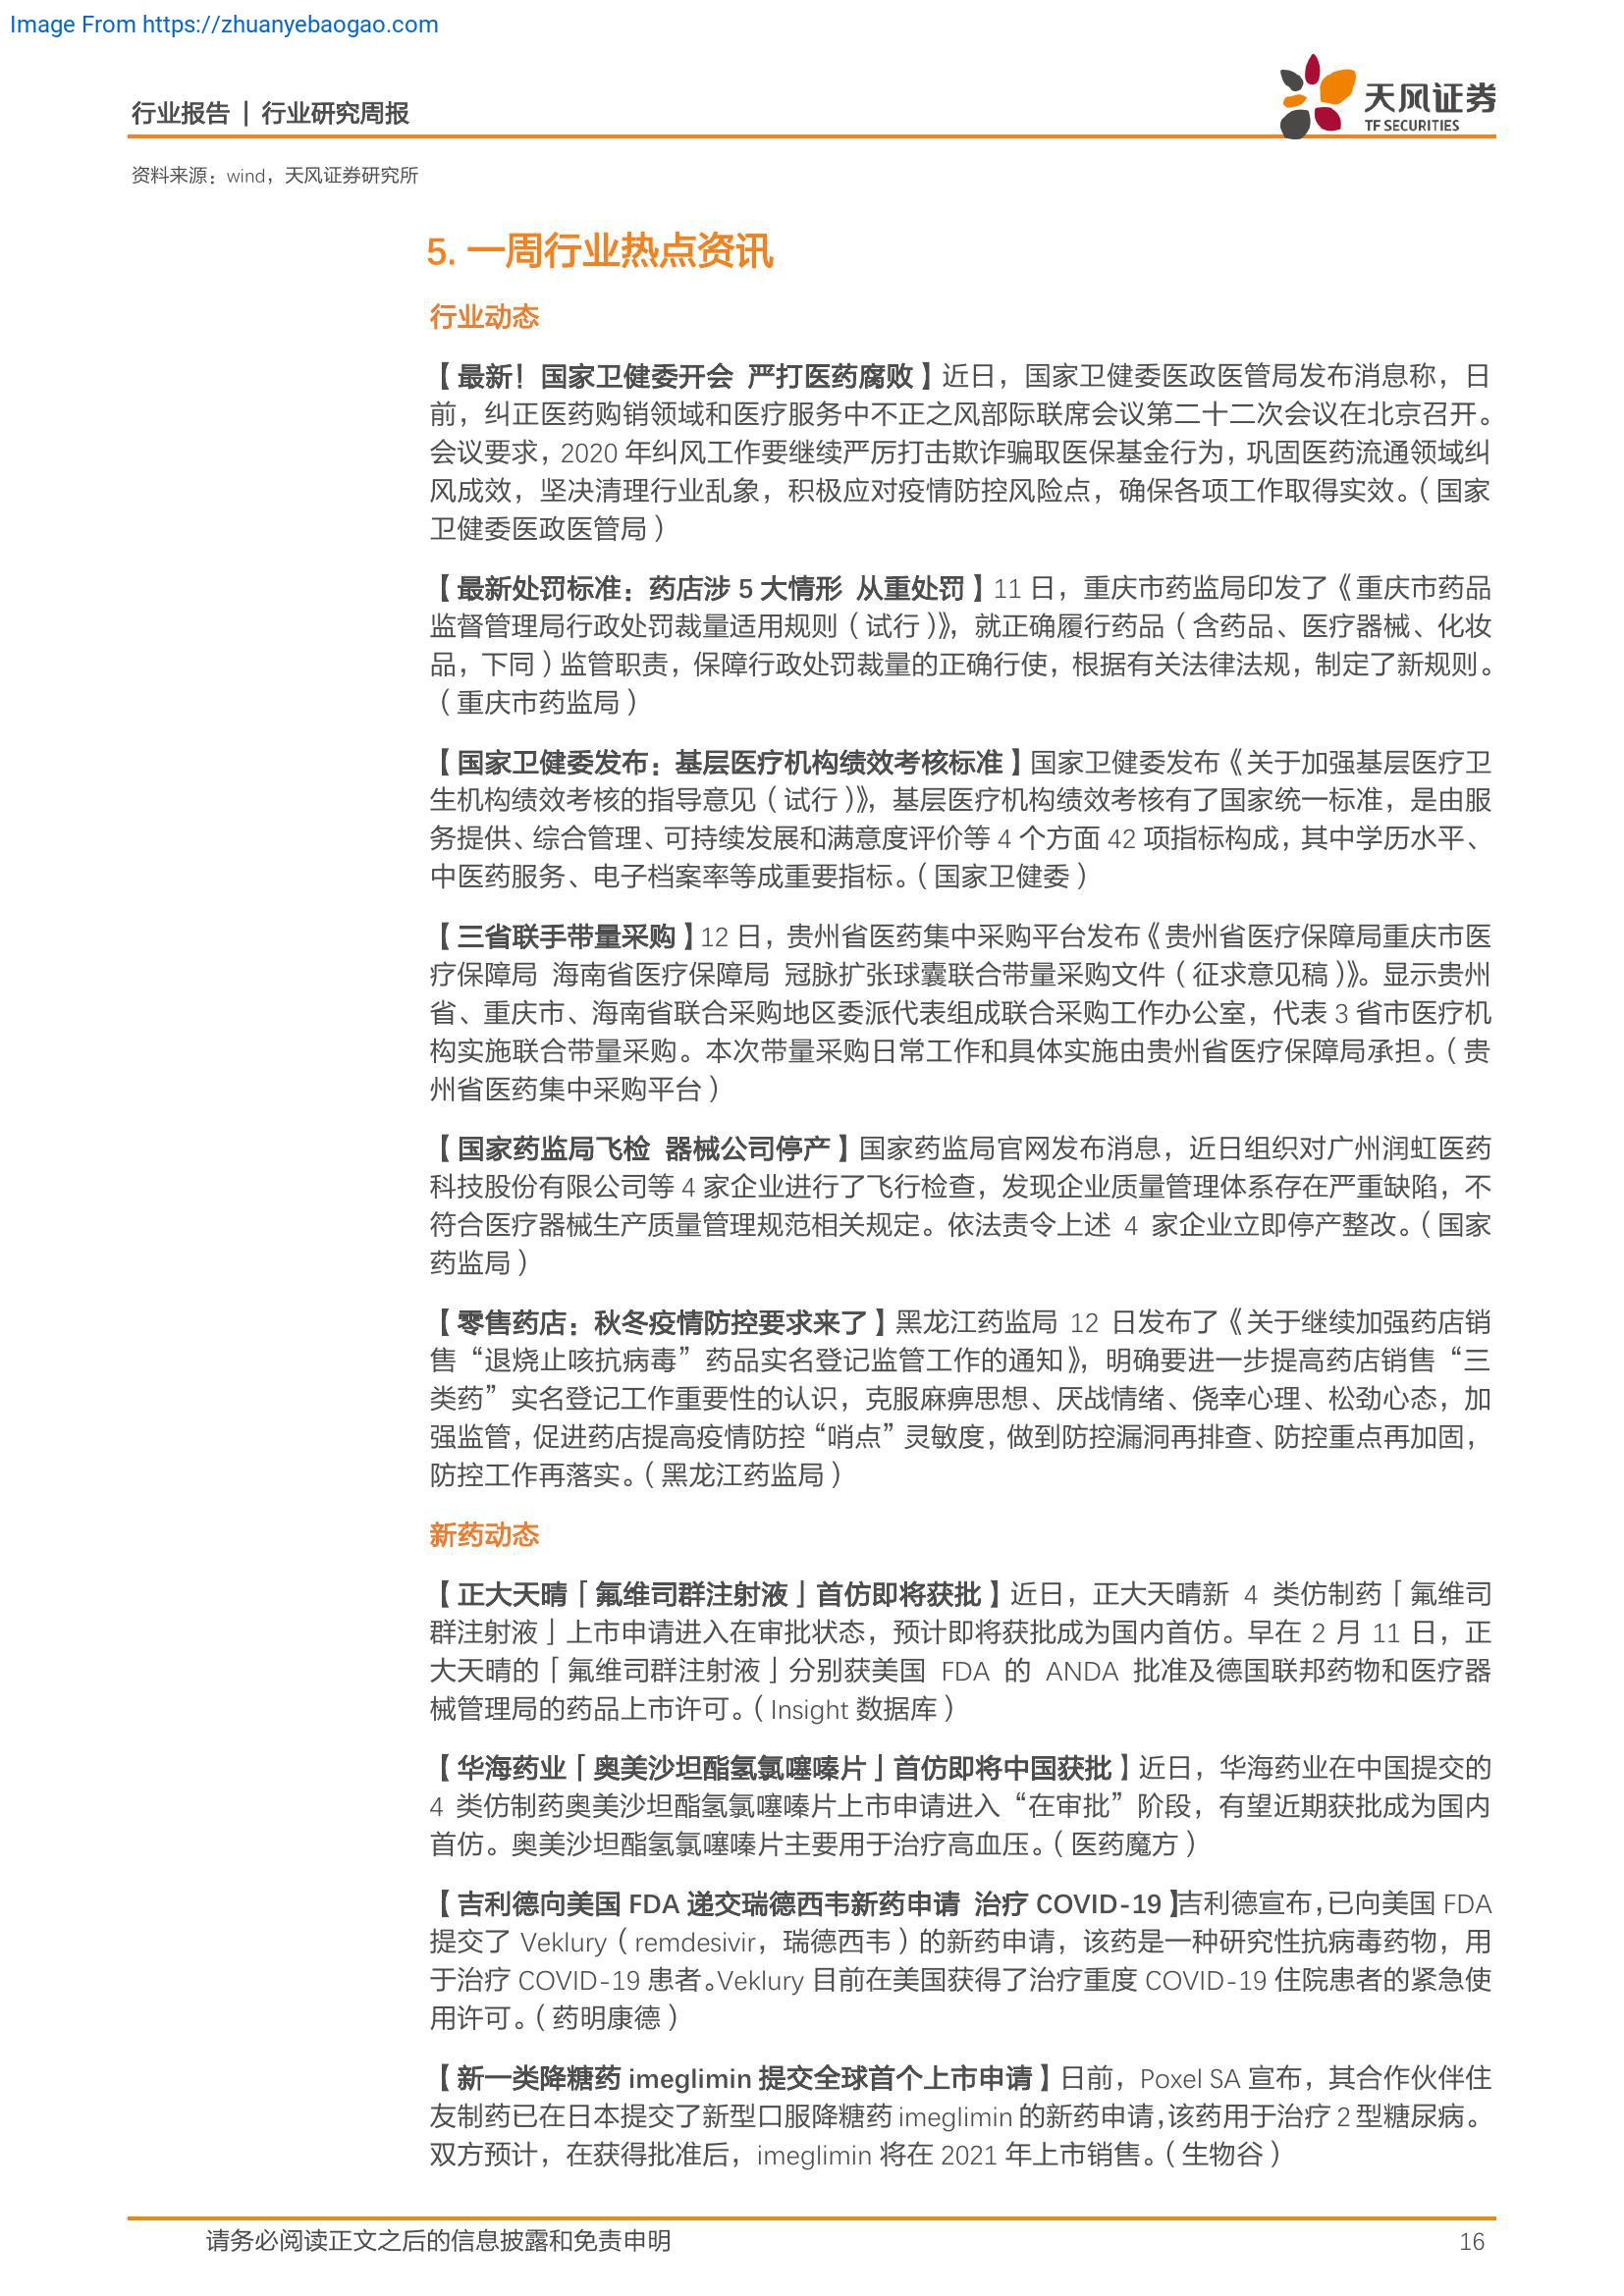 Image From https://zhuanyebaogao.com
行业报告 | 行业研究周报
天风证券
TF SECURITIES
资料来源：wind，天风证券研究所
5. 一周行业热点资讯
行业动态
【最新！国家卫健委开会 严打医药腐败】近日，国家卫健委医政医管局发布消息称，日
前，纠正医药购销领域和医疗服务中不正之风部际联席会议第二十二次会议在北京召开。
会议要求，2020 年纠风工作要继续严厉打击欺诈骗取医保基金行为，巩固医药流通领域纠
风成效，坚决清理行业乱象，积极应对疫情防控风险点，确保各项工作取得实效。（国家
卫健委医政医管局）
【最新处罚标准：药店涉 5 大情形 从重处罚】11 日，重庆市药监局印发了《重庆市药品
监督管理局行政处罚裁量适用规则（试行）》，就正确履行药品（含药品、医疗器械、化妆
品，下同）监管职责，保障行政处罚裁量的正确行使，根据有关法律法规，制定了新规则。
（重庆市药监局）
【国家卫健委发布：基层医疗机构绩效考核标准】国家卫健委发布《关于加强基层医疗卫
生机构绩效考核的指导意见（试行）》，基层医疗机构绩效考核有了国家统一标准，是由服
务提供、综合管理、可持续发展和满意度评价等 4 个方面 42 项指标构成，其中学历水平、
中医药服务、电子档案率等成重要指标。（国家卫健委）
【三省联手带量采购】12 日，贵州省医药集中采购平台发布《贵州省医疗保障局重庆市医
疗保障局 海南省医疗保障局 冠脉扩张球囊联合带量采购文件（征求意见稿）》。显示贵州
省、重庆市、海南省联合采购地区委派代表组成联合采购工作办公室，代表 3 省市医疗机
构实施联合带量采购。本次带量采购日常工作和具体实施由贵州省医疗保障局承担。（贵
州省医药集中采购平台）
【国家药监局飞检 器械公司停产】国家药监局官网发布消息，近日组织对广州润虹医药
科技股份有限公司等 4 家企业进行了飞行检查，发现企业质量管理体系存在严重缺陷，不
符合医疗器械生产质量管理规范相关规定。依法责令上述 4 家企业立即停产整改。（国家
药监局）
【零售药店：秋冬疫情防控要求来了】黑龙江药监局 12 日发布了《关于继续加强药店销
售“退烧止咳抗病毒”药品实名登记监管工作的通知》，明确要进一步提高药店销售“三
类药”实名登记工作重要性的认识，克服麻痹思想、厌战情绪、侥幸心理、松劲心态，加
强监管，促进药店提高疫情防控“哨点”灵敏度，做到防控漏洞再排查、防控重点再加固，
防控工作再落实。（黑龙江药监局）
新药动态
【正大天晴「氟维司群注射液」首仿即将获批】近日，正大天晴新 4 类仿制药「氟维司
群注射液」上市申请进入在审批状态，预计即将获批成为国内首仿。早在 2 月 11 日，正
大天晴的「氟维司群注射液」分别获美国 FDA 的 ANDA 批准及德国联邦药物和医疗器
械管理局的药品上市许可。（Insight 数据库）
【华海药业「奥美沙坦酯氢氯噻嗪片」首仿即将中国获批】近日，华海药业在中国提交的
4 类仿制药奥美沙坦酯氢氯噻嗪片上市申请进入“在审批”阶段，有望近期获批成为国内
首仿。奥美沙坦酯氢氯噻嗪片主要用于治疗高血压。（医药魔方）
【吉利德向美国 FDA 递交瑞德西韦新药申请 治疗 COVID-19】吉利德宣布，已向美国 FDA
提交了 Veklury（remdesivir，瑞德西韦）的新药申请，该药是一种研究性抗病毒药物，用
于治疗 COVID-19 患者。Veklury 目前在美国获得了治疗重度 COVID-19 住院患者的紧急使
用许可。（药明康德）
【新一类降糖药 imeglimin 提交全球首个上市申请】日前，Poxel SA 宣布，其合作伙伴住
友制药已在日本提交了新型口服降糖药 imeglimin 的新药申请，该药用于治疗 2 型糖尿病。
双方预计，在获得批准后，imeglimin 将在 2021 年上市销售。（生物谷）
请务必阅读正文之后的信息披露和免责申明
16